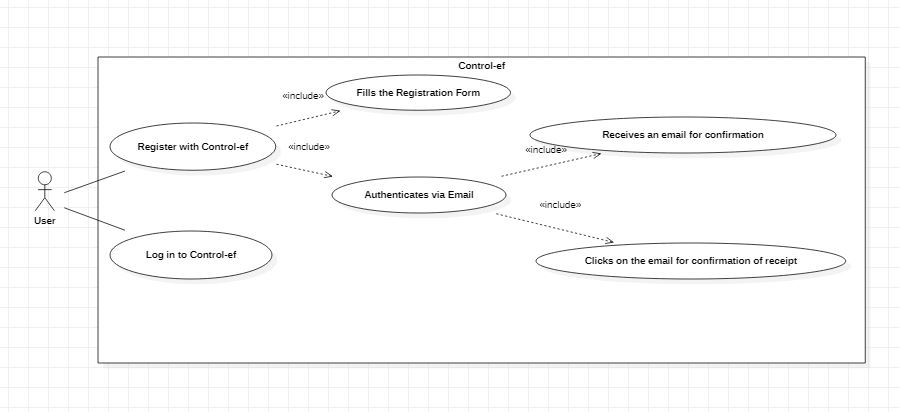 Control-ef
«include»
Fills the Registration Form
Register with Control-ef
«include»
Receives an email for confirmation
«include»
Authenticates via Email
User
«include»
Log in to Control-ef
Clicks on the email for confirmation of receipt